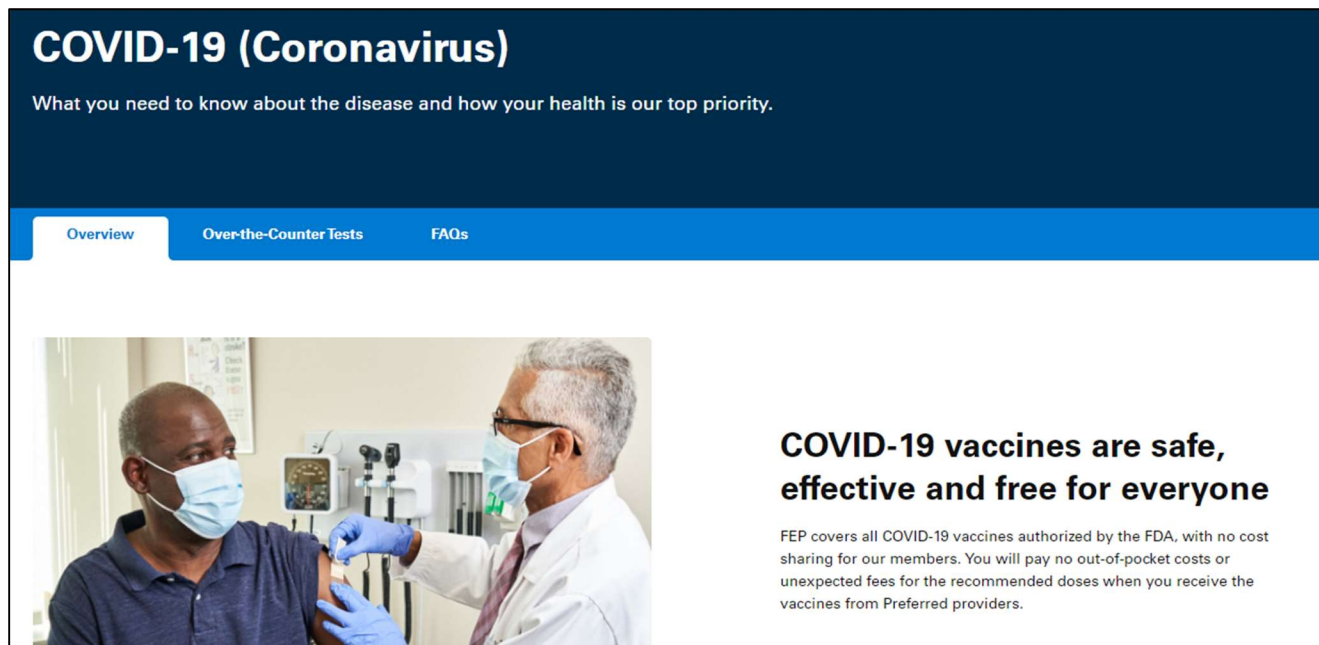 COVID-19 (Coronavirus)
What you need to know about the disease and how your health is our top priority.
Overview
Over-the-Counter Tests
FAQs
stroke?
Check
COVID-19 vaccines are safe,
effective and free for everyone
FEP covers all COVID-19 vaccines authorized by the FDA, with no cost
sharing for our members. You will pay no out-of-pocket costs or
unexpected fees for the recommended doses when you receive the
vaccines from Preferred providers.